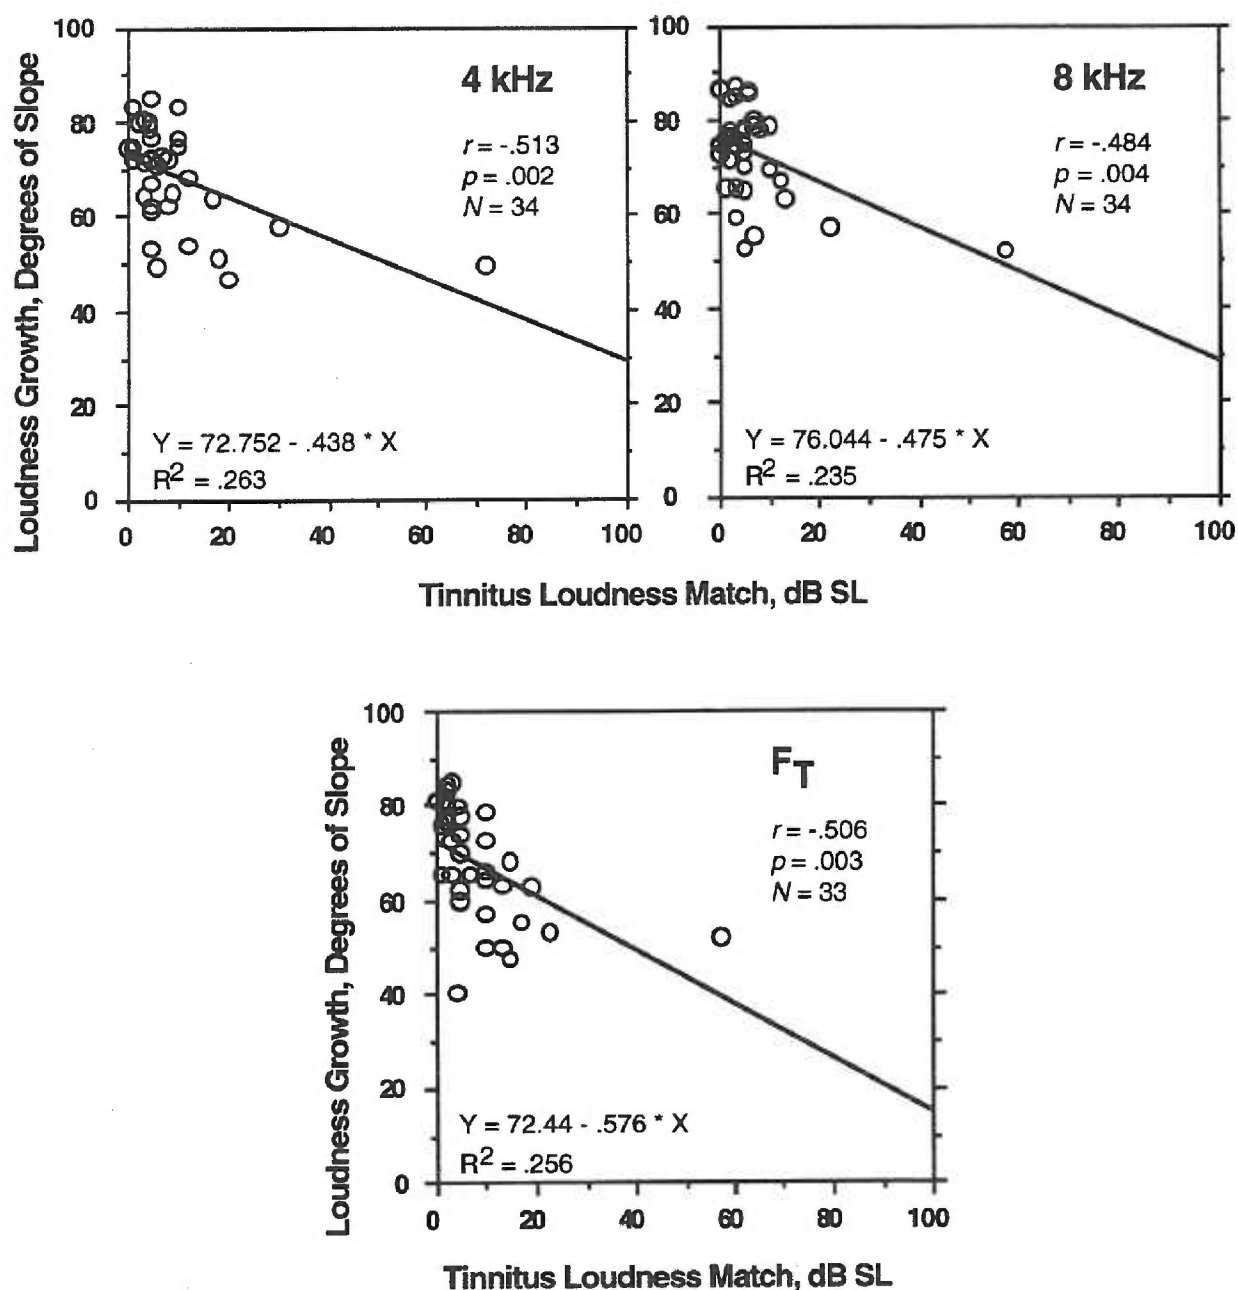 100
80
60
40
20
0
Loudness Growth, Degrees of Slope
4 kHz
r = -.513
p = .002
N = 34
Y = 72.752 - .438 * X
R2 = .263
0 20 40 60 80 100
100
80
60
40
20
0
8 kHz
r = -.484
p = .004
N = 34
Y = 76.044 - .475 * X
R2 = .235
0 20 40 60 80 100
Tinnitus Loudness Match, dB SL
100
80
60
40
20
0
Loudness Growth, Degrees of Slope
FT
r = -.506
p = .003
N = 33
Y = 72.44 - .576 * X
R2 = .256
0 20 40 60 80 100
Tinnitus Loudness Match, dB SL